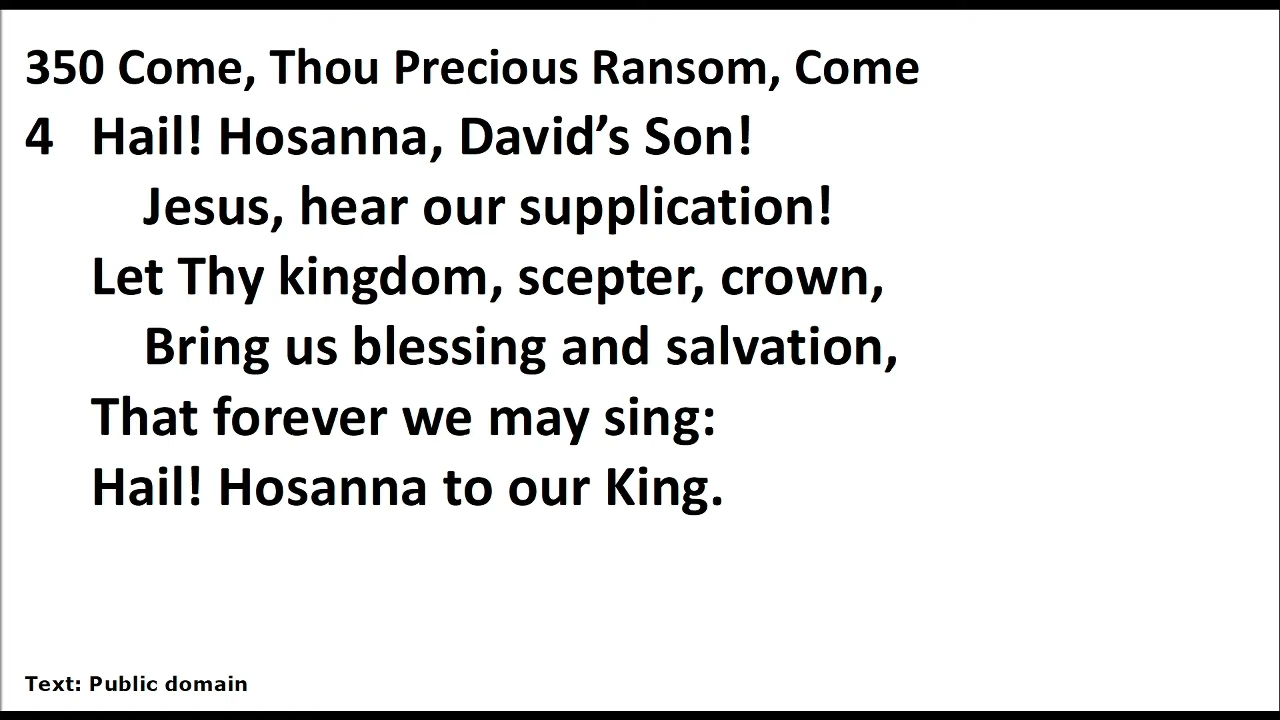 350 Come, Thou Precious Ransom, Come
4 Hail! Hosanna, David’s Son!
Jesus, hear our supplication!
Let Thy kingdom, scepter, crown,
Bring us blessing and salvation,
That forever we may sing:
Hail! Hosanna to our King.
Text: Public domain